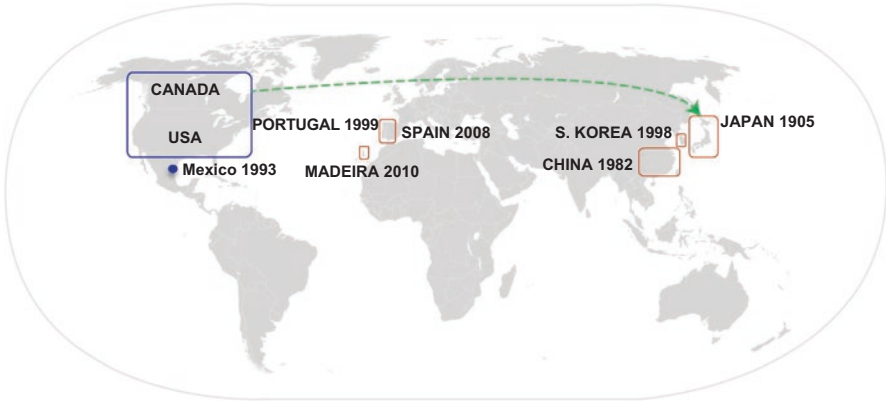 CANADA
USA
Mexico 1993
PORTUGAL 1999
SPAIN 2008
MADEIRA 2010
S. KOREA 1998
JAPAN 1905
CHINA 1982